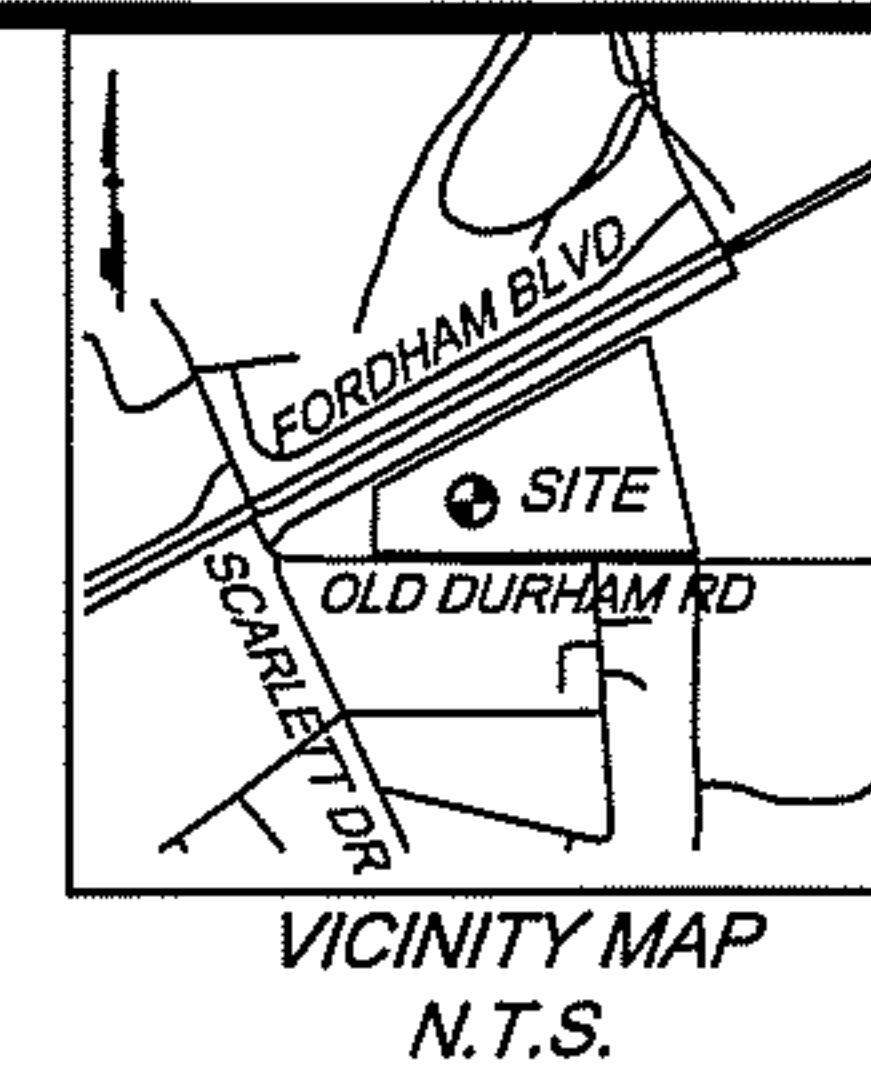 FORDHAM BLVD
SITE
OLD DURHAM RD
SCARLETT DR
VICINITY MAP
N.T.S.